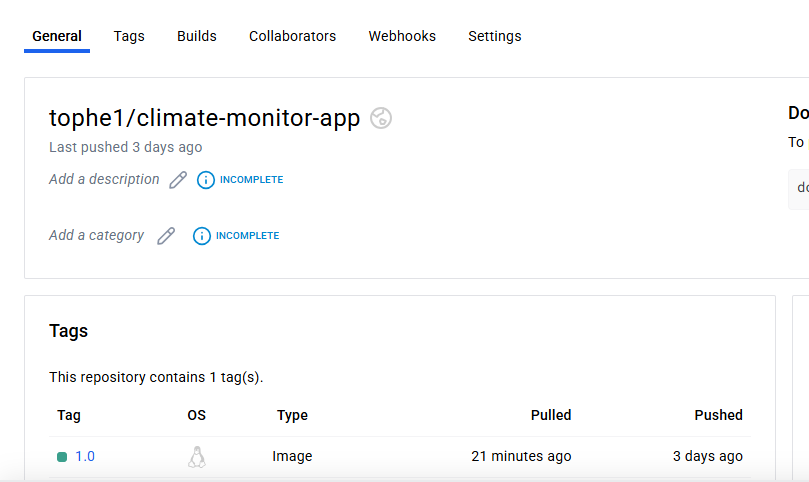 General Tags Builds Collaborators Webhooks Settings
tophe1/climate-monitor-app
Last pushed 3 days ago
Add a description INCOMPLETE
Add a category INCOMPLETE
Do
To
do
Tags
This repository contains 1 tag(s).
Tag OS Type Pulled Pushed
1.0 Image 21 minutes ago 3 days ago